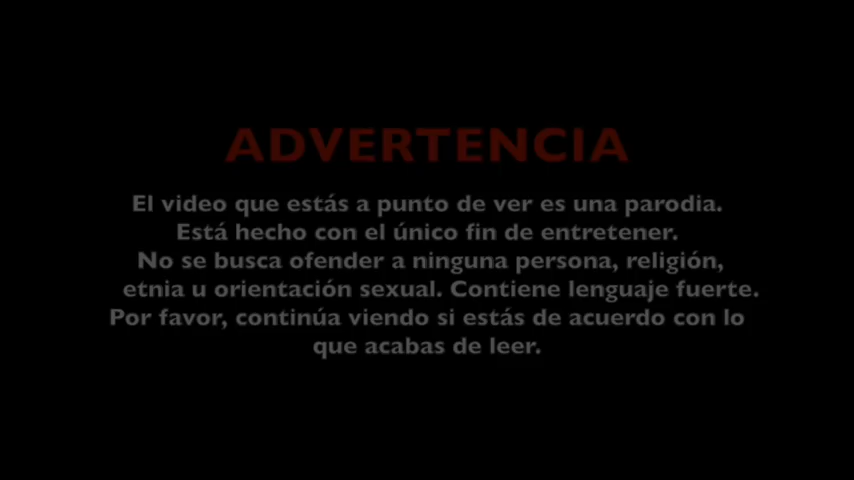 ADVERTENCIA
El video que estás a punto de ver es una parodia.
Está hecho con el único fin de entretener.
No se busca ofender a ninguna persona, religión,
etnia u orientación sexual. Contiene lenguaje fuerte.
Por favor, continúa viendo si estás de acuerdo con lo
que acabas de leer.